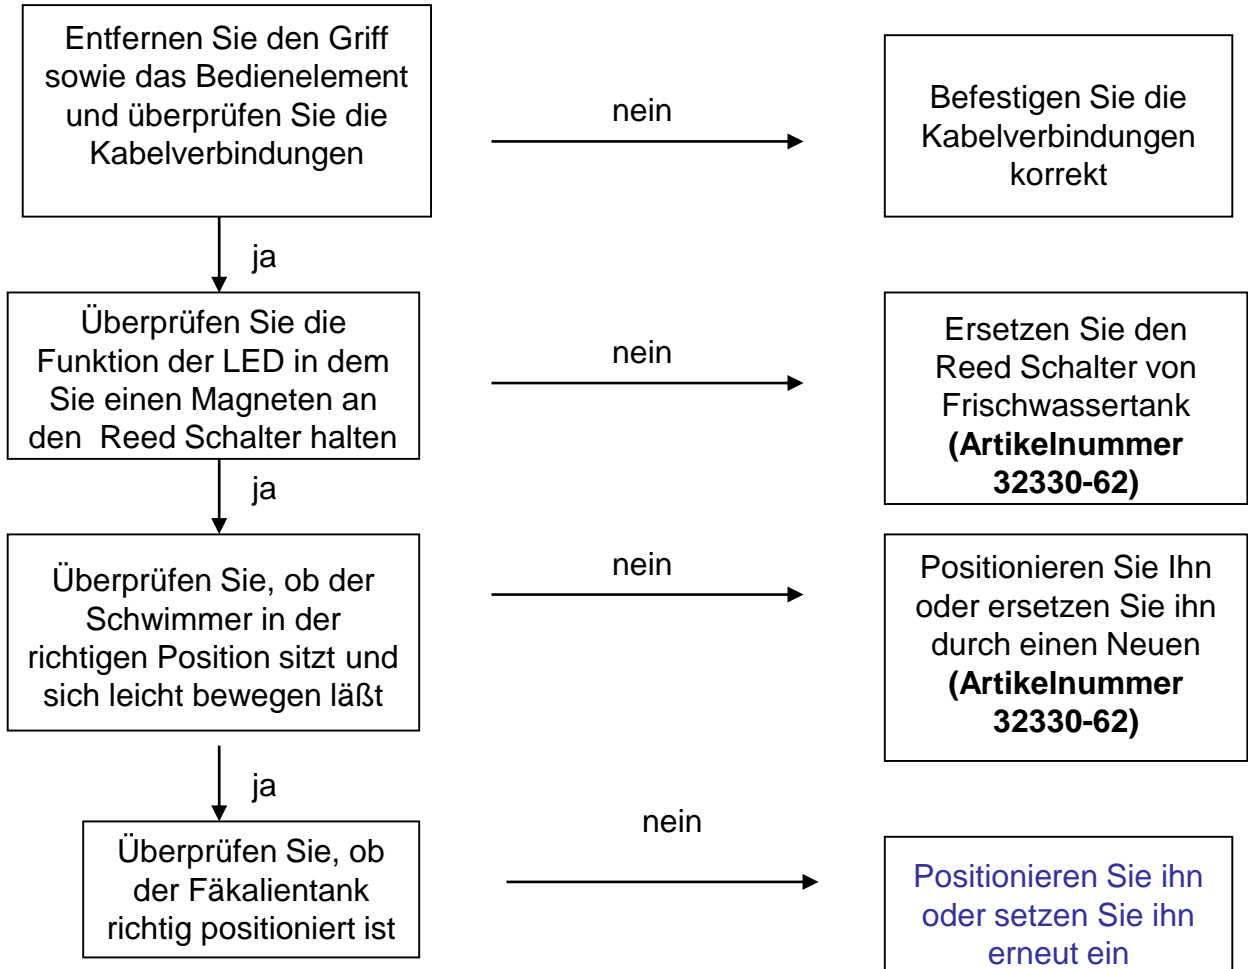 Entfernen Sie den Griff
sowie das Bedienelement
und überprüfen Sie die
Kabelverbindungen
nein
Befestigen Sie die
Kabelverbindungen
korrekt
ja
Überprüfen Sie die
Funktion der LED in dem
Sie einen Magneten an
den Reed Schalter halten
nein
Ersetzen Sie den
Reed Schalter von
Frischwassertank
(Artikelnummer
32330-62)
ja
Überprüfen Sie, ob der
Schwimmer in der
richtigen Position sitzt und
sich leicht bewegen läßt
nein
Positionieren Sie Ihn
oder ersetzen Sie ihn
durch einen Neuen
(Artikelnummer
32330-62)
ja
Überprüfen Sie, ob
der Fäkalientank
richtig positioniert ist
nein
Positionieren Sie ihn
oder setzen Sie ihn
erneut ein